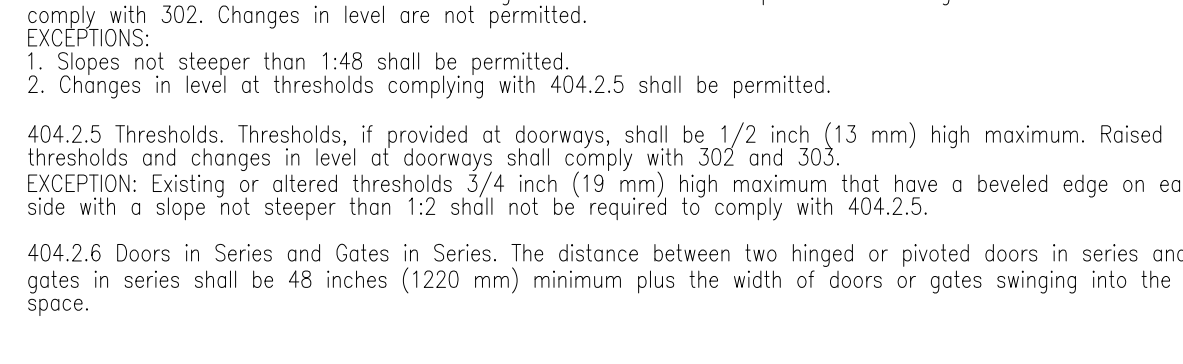 comply with 302. Changes in level are not permitted.
EXCEPTIONS:
1. Slopes not steeper than 1:48 shall be permitted.
2. Changes in level at thresholds complying with 404.2.5 shall be permitted.
404.2.5 Thresholds. Thresholds, if provided at doorways, shall be 1/2 inch (13 mm) high maximum. Raised
thresholds and changes in level at doorways shall comply with 302 and 303.
EXCEPTION: Existing or altered thresholds 3/4 inch (19 mm) high maximum that have a beveled edge on ea
side with a slope not steeper than 1:2 shall not be required to comply with 404.2.5.
404.2.6 Doors in Series and Gates in Series. The distance between two hinged or pivoted doors in series and
gates in series shall be 48 inches (1220 mm) minimum plus the width of doors or gates swinging into the
space.